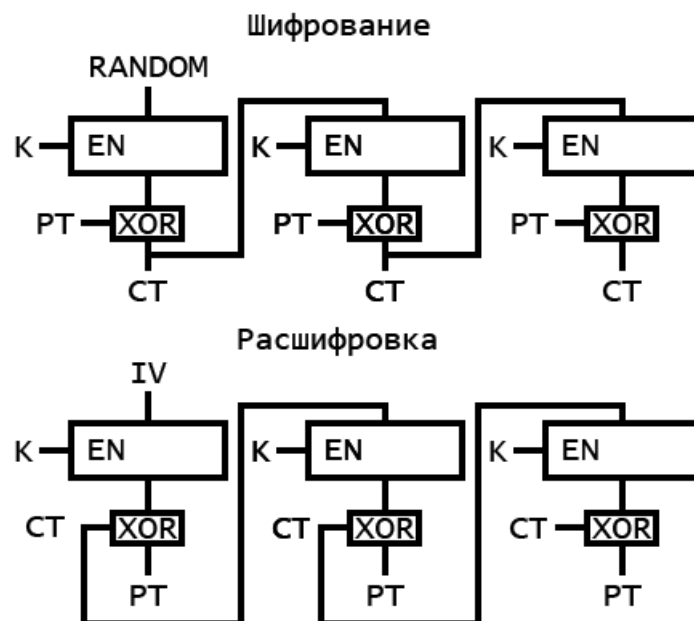 Шифрование
RANDOM
K EN K EN K EN
PT XOR PT XOR PT XOR
CT CT CT
Расшифровка
IV
K EN K EN K EN
CT XOR CT XOR CT XOR
PT PT PT